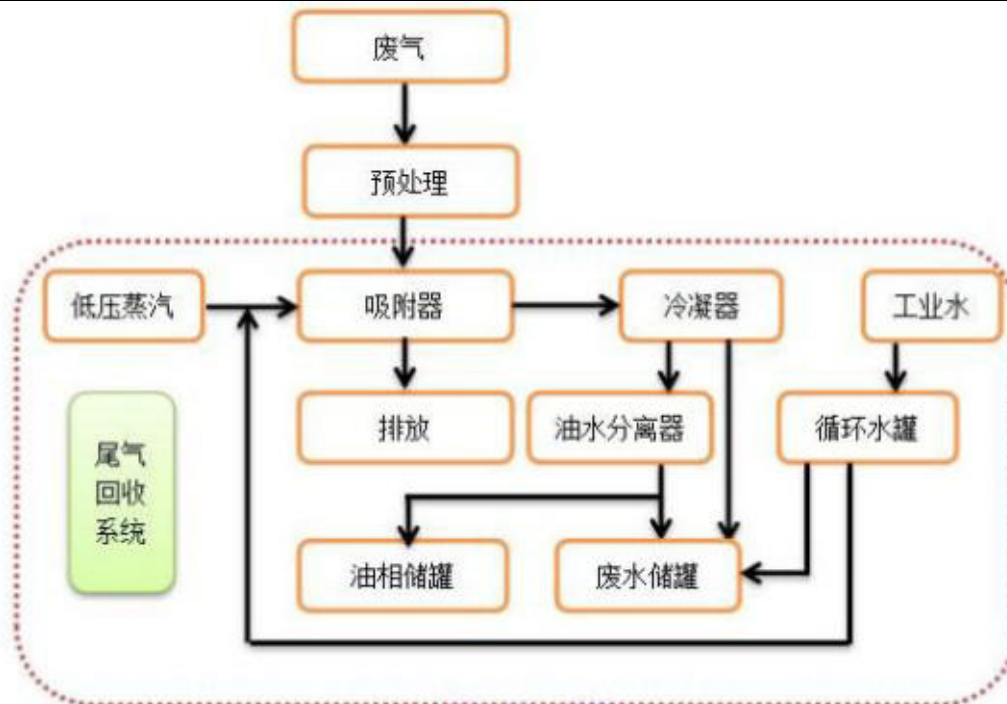 废气
预处理
低压蒸汽
吸附器
冷凝器
工业水
排放
油水分离器
循环水罐
尾气
回收
系统
油相储罐
废水储罐